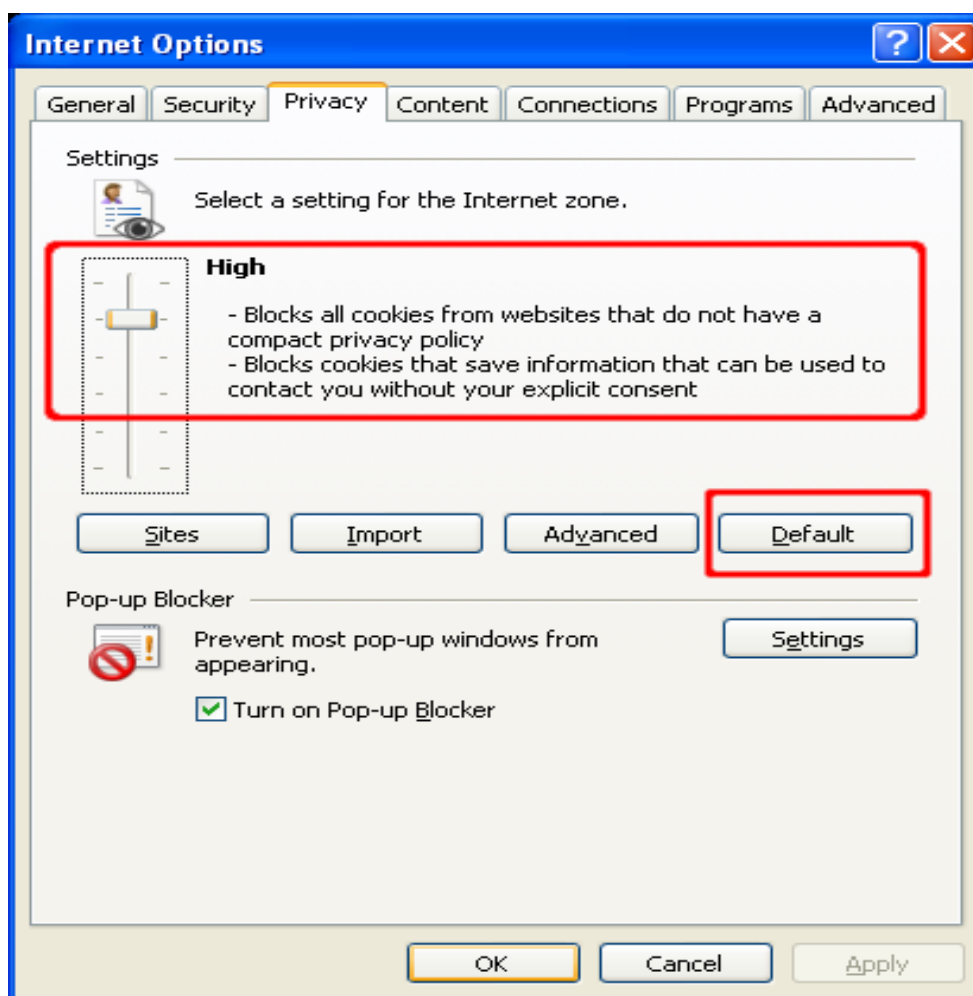 Internet Options
General Security Privacy Content Connections Programs Advanced
Settings
Select a setting for the Internet zone.
High
- Blocks all cookies from websites that do not have a
compact privacy policy
- Blocks cookies that save information that can be used to
contact you without your explicit consent
Sites Import Advanced Default
Pop-up Blocker
Prevent most pop-up windows from
appearing.
Settings
Turn on Pop-up Blocker
OK Cancel Apply